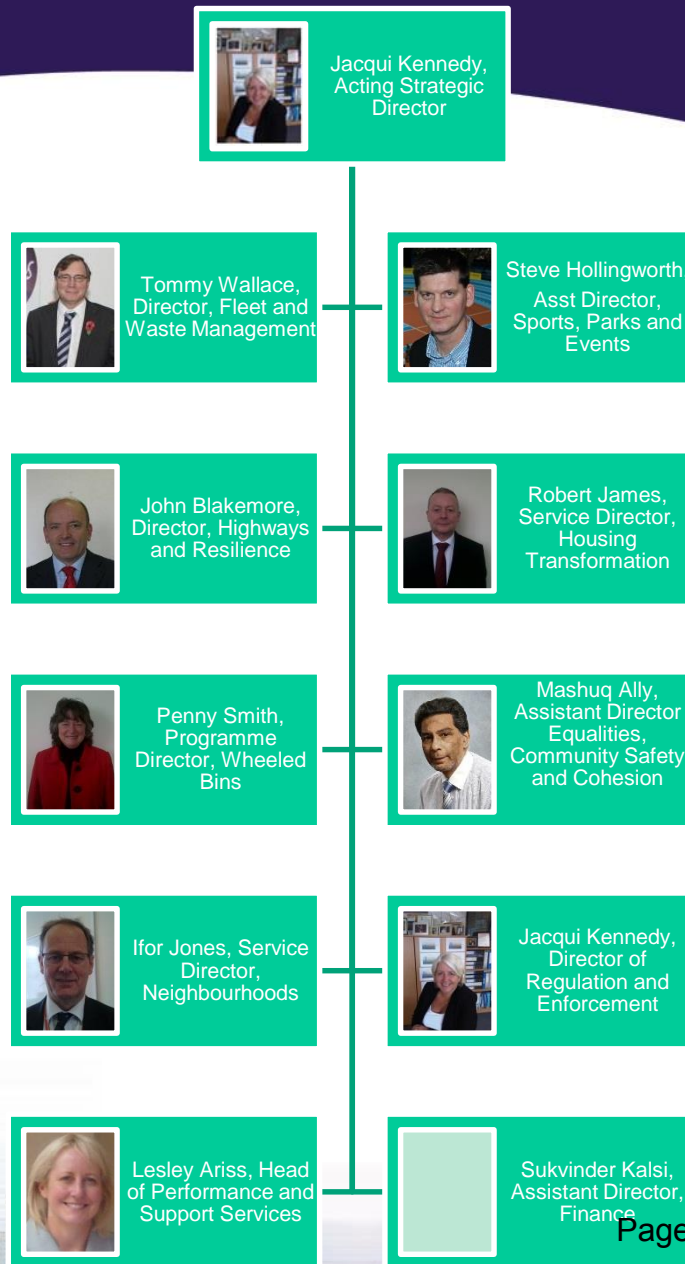 Jacqui Kennedy,
Acting Strategic
Director
Tommy Wallace,
Director, Fleet and
Waste Management
Steve Hollingworth
Asst Director,
Sports, Parks and
Events
John Blakemore,
Director, Highways
and Resilience
Robert James,
Service Director,
Housing
Transformation
Penny Smith,
Programme
Director, Wheeled
Bins
Mashuq Ally,
Assistant Director
Equalities,
Community Safety
and Cohesion
Ifor Jones, Service
Director,
Neighbourhoods
Jacqui Kennedy,
Director of
Regulation and
Enforcement
Lesley Ariss, Head
of Performance and
Support Services
Sukvinder Kalsi,
Assistant Director,
Finance
Page